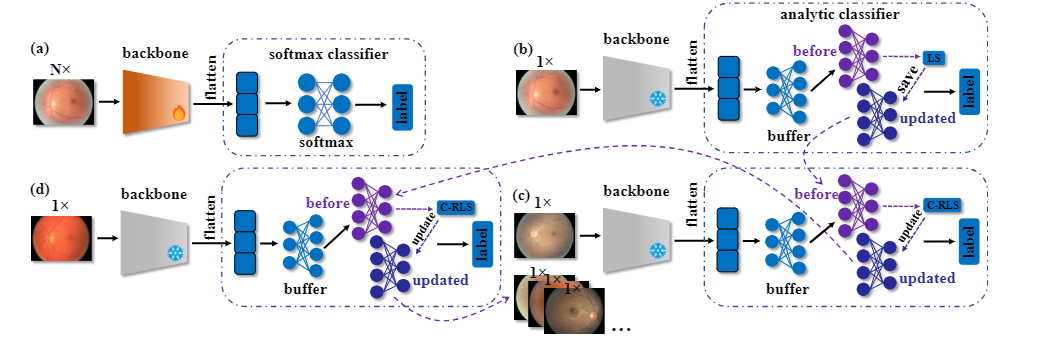 (a)
backbone
N×
flatten
softmax classifier
softmax
label
(b)
backbone
1×
flatten
analytic classifier
before
LS
save
updated
buffer
label
(d)
backbone
1×
flatten
before
C-RLS
update
updated
buffer
label
(c)
backbone
1×
flatten
before
C-RLS
update
updated
buffer
label
1×
1×
1×
...